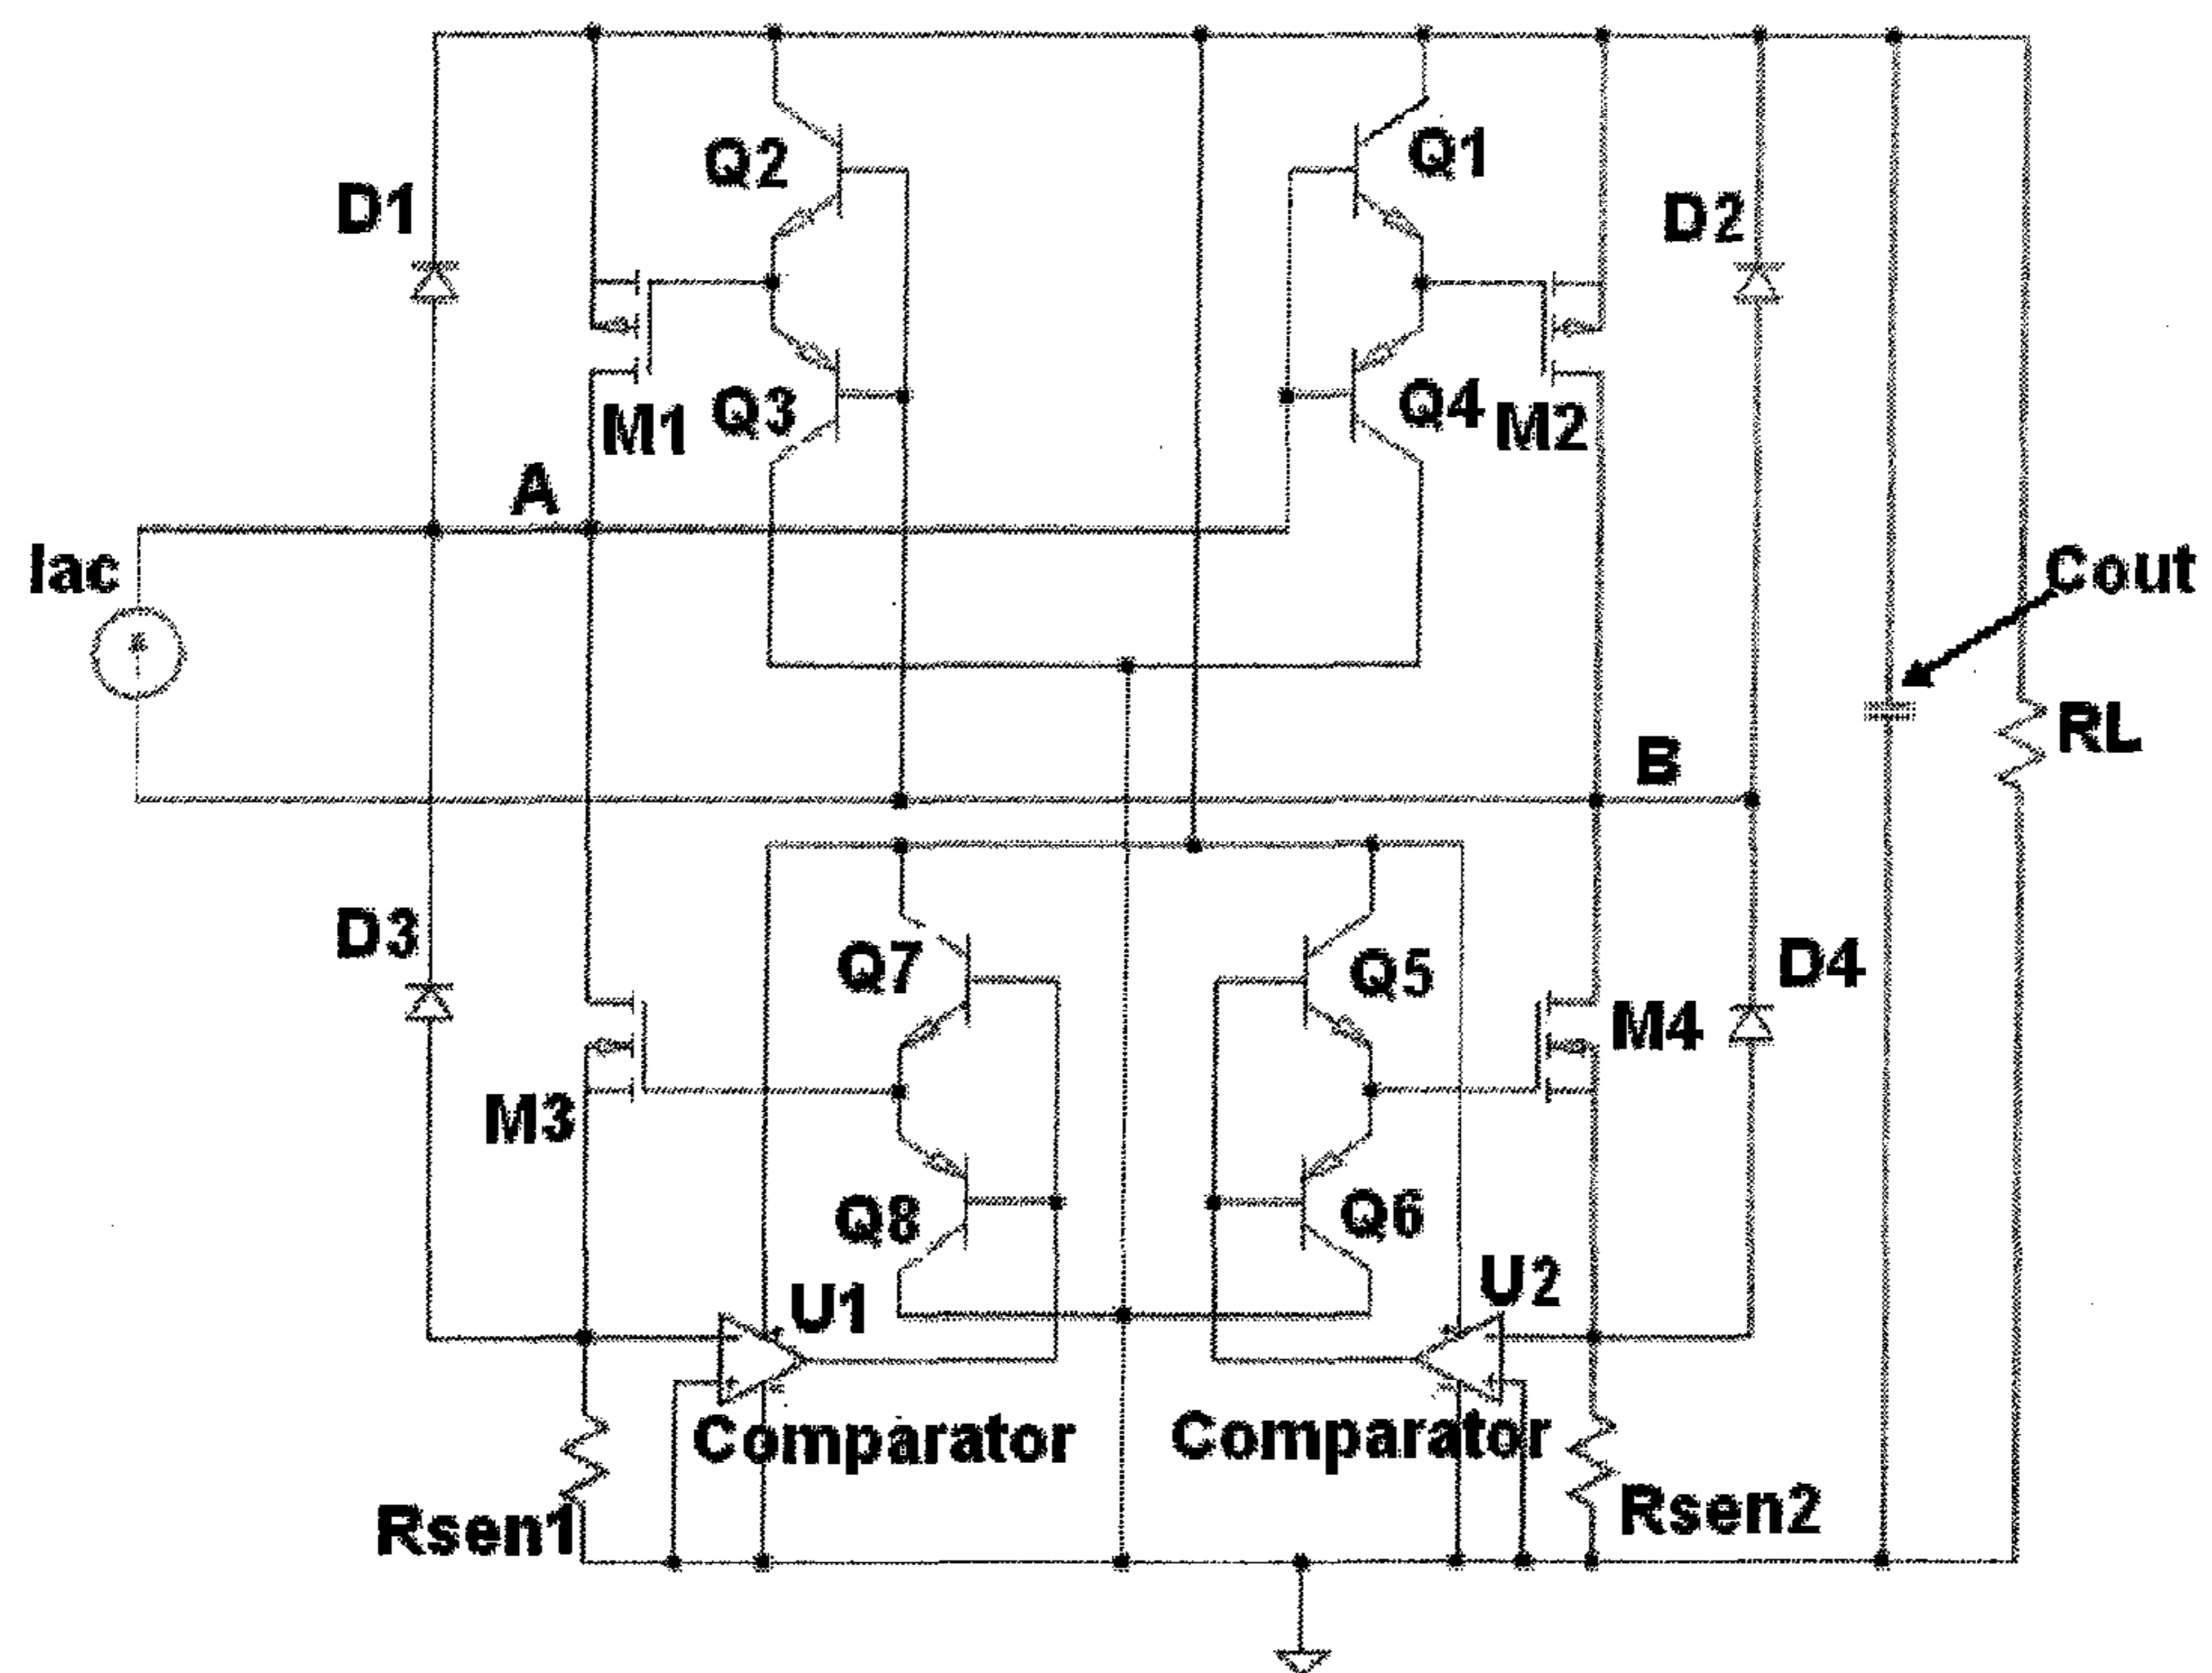 Q2
Q1
D1
D2
M1
Q3
Q4
M2
A
Iac
Cout
RL
B
D3
Q7
Q5
D4
M4
M3
Q8
Q6
U1
U2
Comparator
Comparator
Rsen1
Rsen2